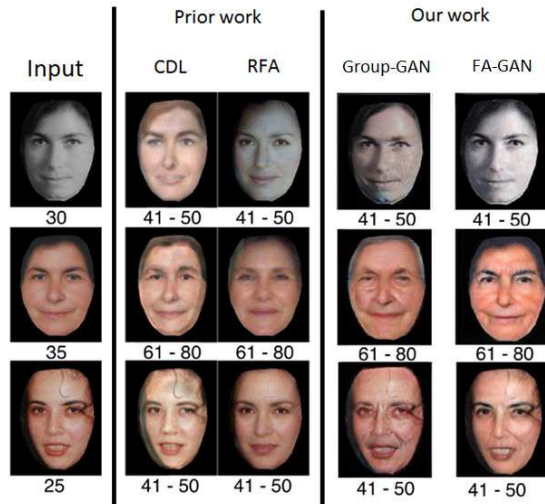 Prior work Our work
Input CDL RFA Group-GAN FA-GAN
30 41 - 50 41 - 50 41 - 50 41 - 50
35 61 - 80 61 - 80 61 - 80 61 - 80
25 41 - 50 41 - 50 41 - 50 41 - 50